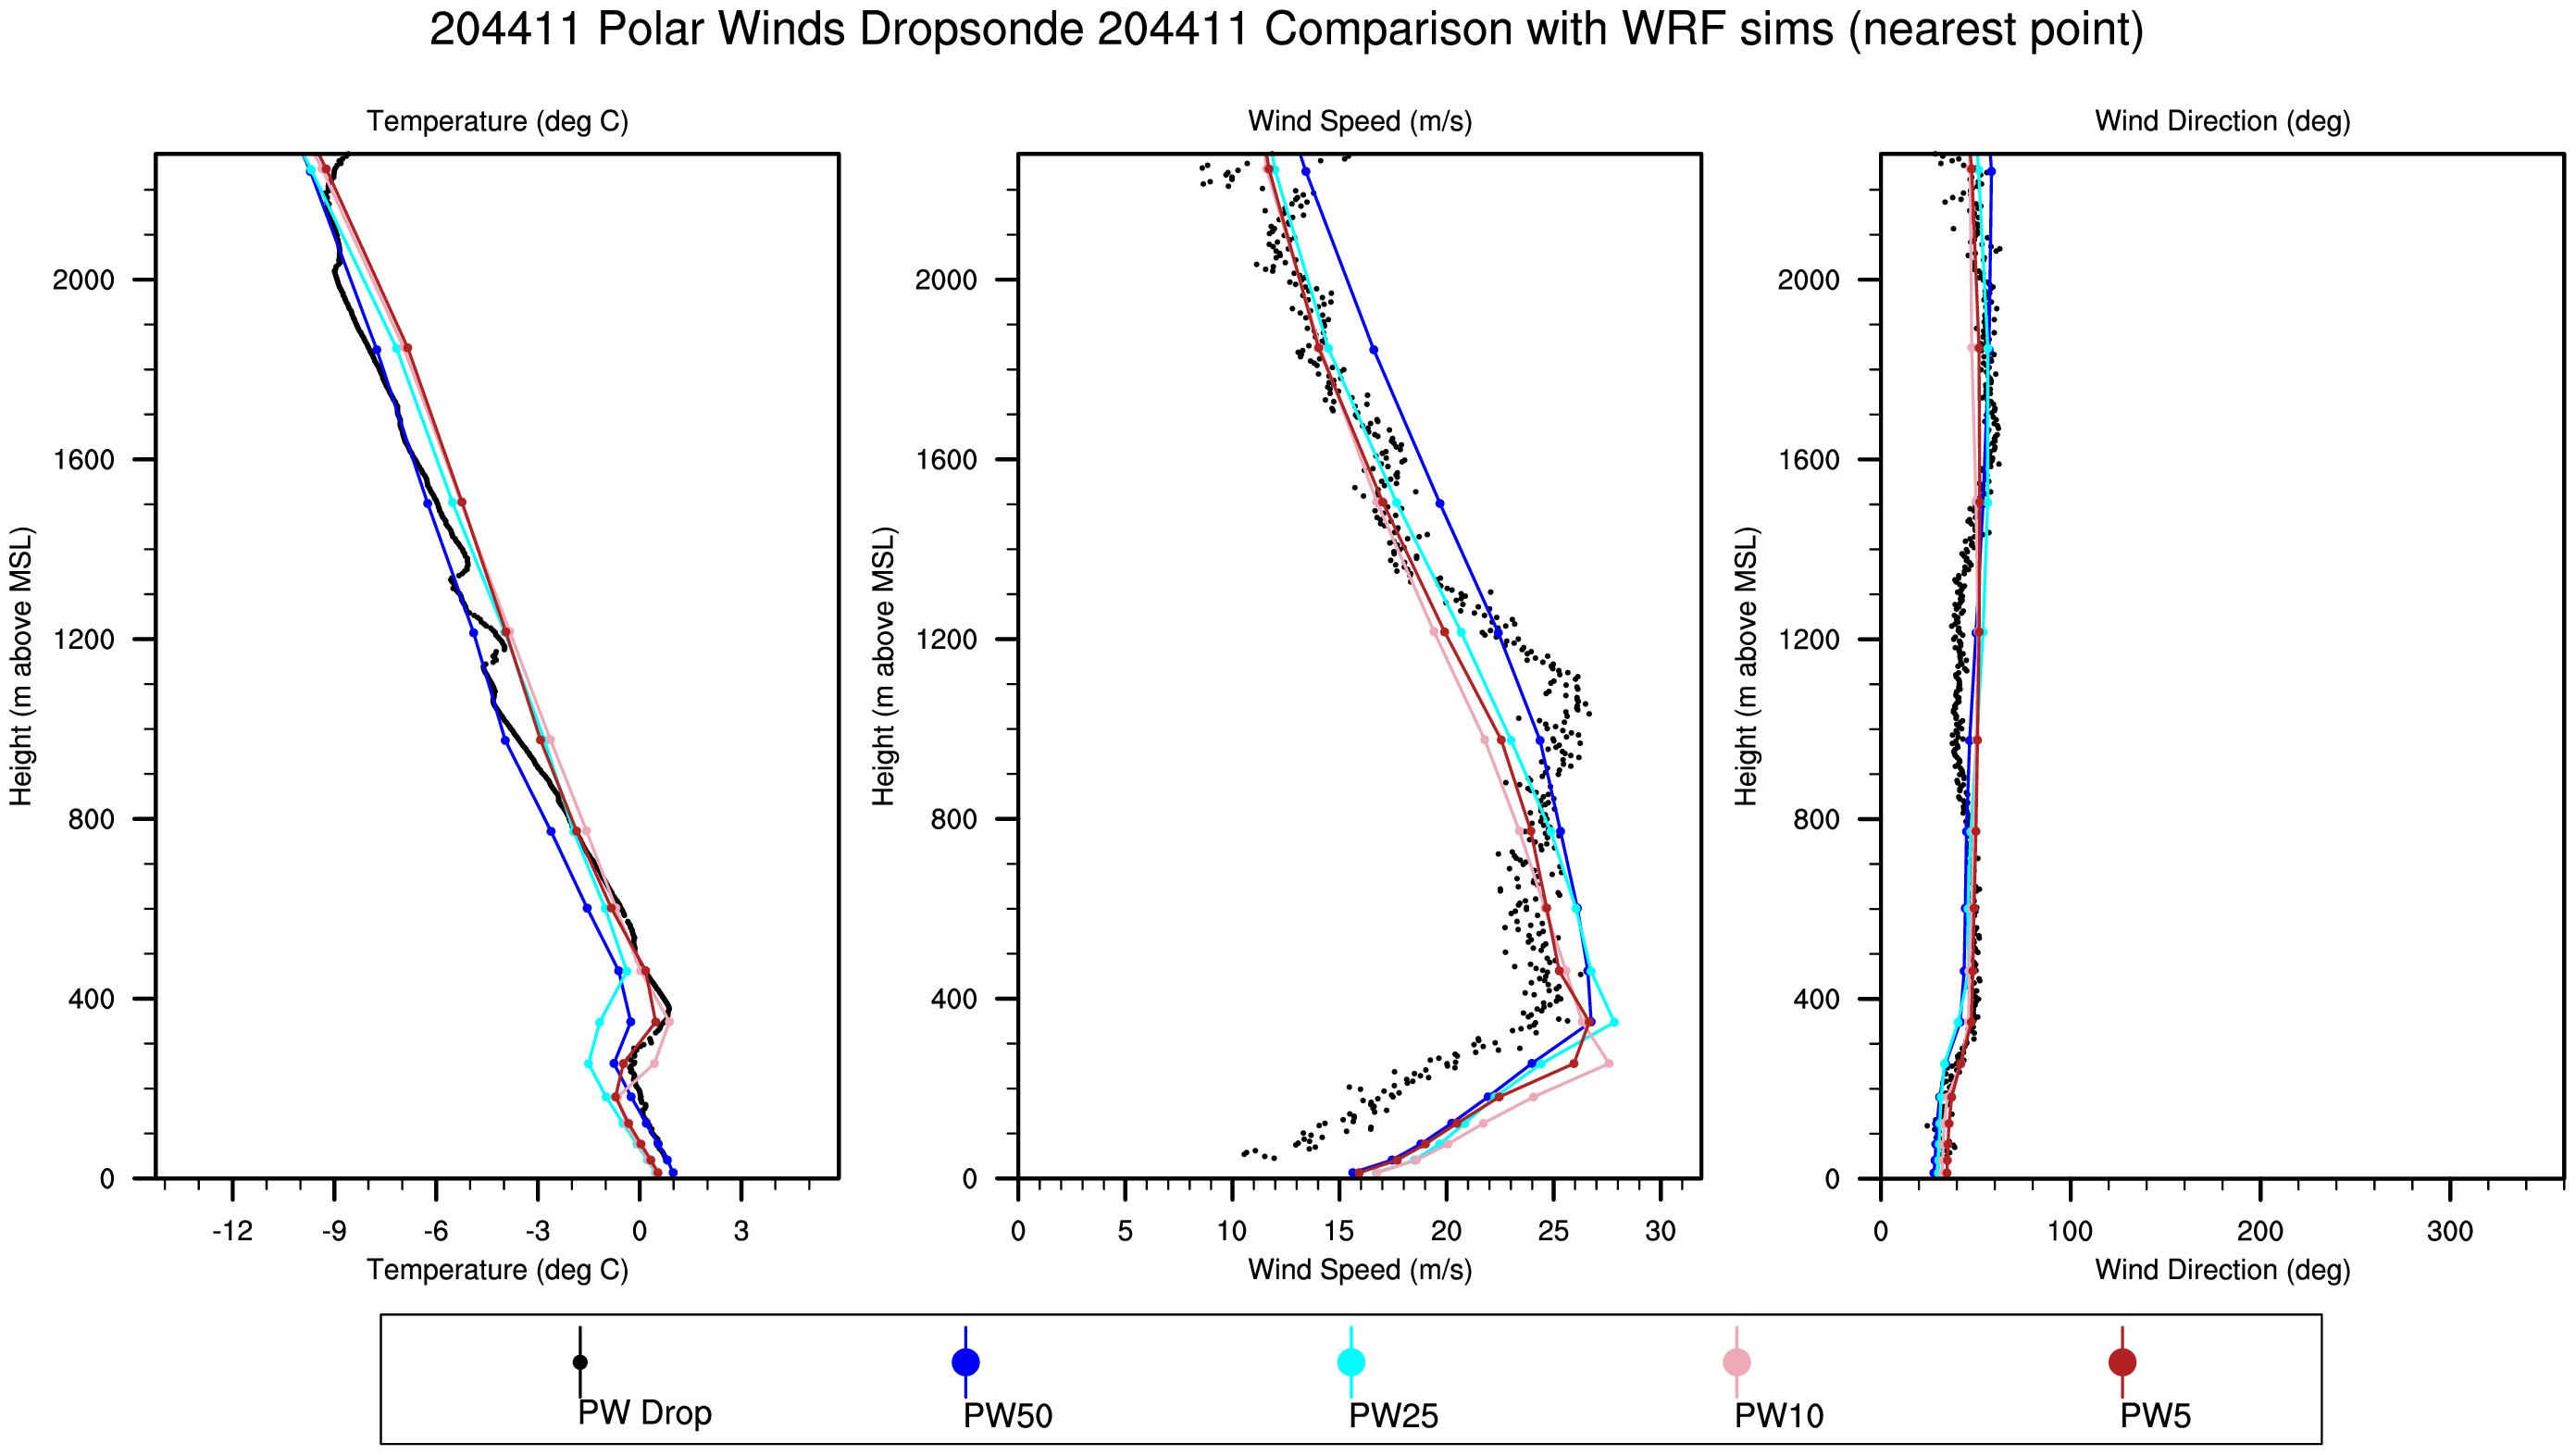 204411 Polar Winds Dropsonde 204411 Comparison with WRF sims (nearest point)
Temperature (deg C)
Wind Speed (m/s)
Wind Direction (deg)
Height (m above MSL)
2000
1600
1200
800
400
0
-12 -9 -6 -3 0 3
Temperature (deg C)
Height (m above MSL)
2000
1600
1200
800
400
0
0 5 10 15 20 25 30
Wind Speed (m/s)
Height (m above MSL)
2000
1600
1200
800
400
0
0 100 200 300
Wind Direction (deg)
PW Drop
PW50
PW25
PW10
PW5